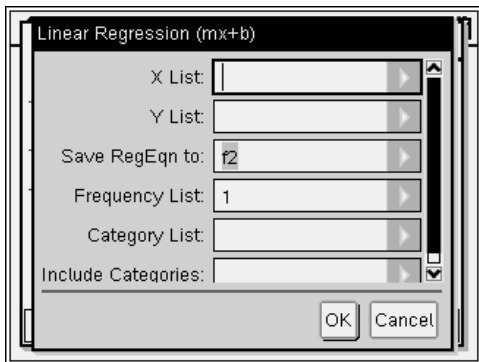 Linear Regression (mx+b)
X List:
Y List:
Save RegEqn to: f2
Frequency List: 1
Category List:
Include Categories:
OK Cancel